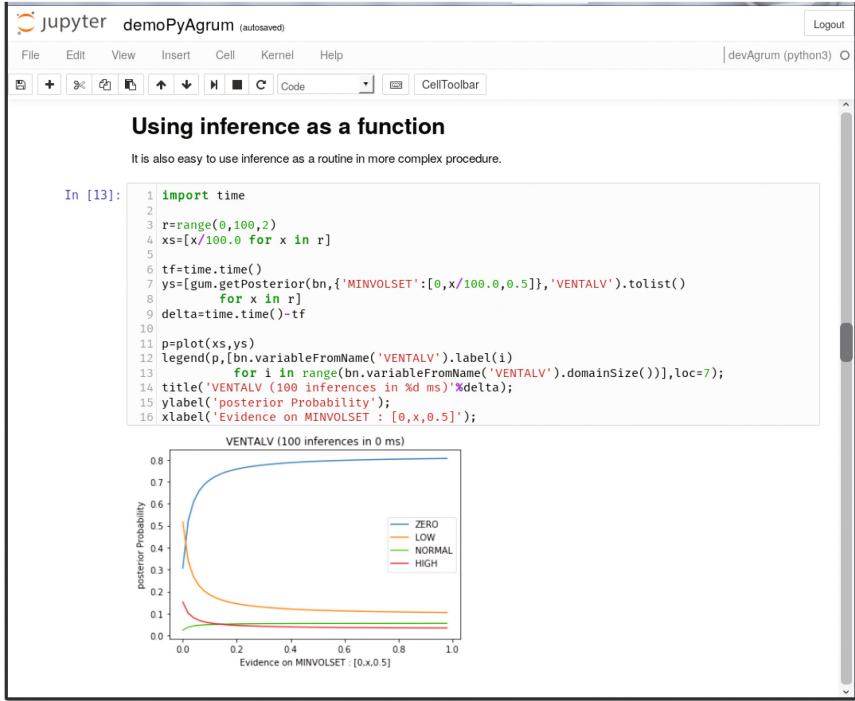 jupyter demoPyAgrum (autosaved)
Logout
File Edit View Insert Cell Kernel Help
devAgrum (python3)
Code
CellToolbar
Using inference as a function
It is also easy to use inference as a routine in more complex procedure.
In [13]:
1 import time
2
3 r=range(0,100,2)
4 xs=[x/100.0 for x in r]
5
6 tf=time.time()
7 ys=[gum.getPosterior(bn,{'MINVOLSET':[0,x/100.0,0.5]},'VENTALV').tolist()
8         for x in r]
9 delta=time.time()-tf
10
11 p=plot(xs,ys)
12 legend(p,[bn.variableFromName('VENTALV').label(i)
13           for i in range(bn.variableFromName('VENTALV').domainSize())],loc=7);
14 title('VENTALV (100 inferences in %d ms)'%delta);
15 ylabel('posterior Probability');
16 xlabel('Evidence on MINVOLSET : [0,x,0.5]');
VENTALV (100 inferences in 0 ms)
posterior Probability
0.8
0.7
0.6
0.5
0.4
0.3
0.2
0.1
0.0
ZERO
LOW
NORMAL
HIGH
0.0 0.2 0.4 0.6 0.8 1.0
Evidence on MINVOLSET : [0,x,0.5]